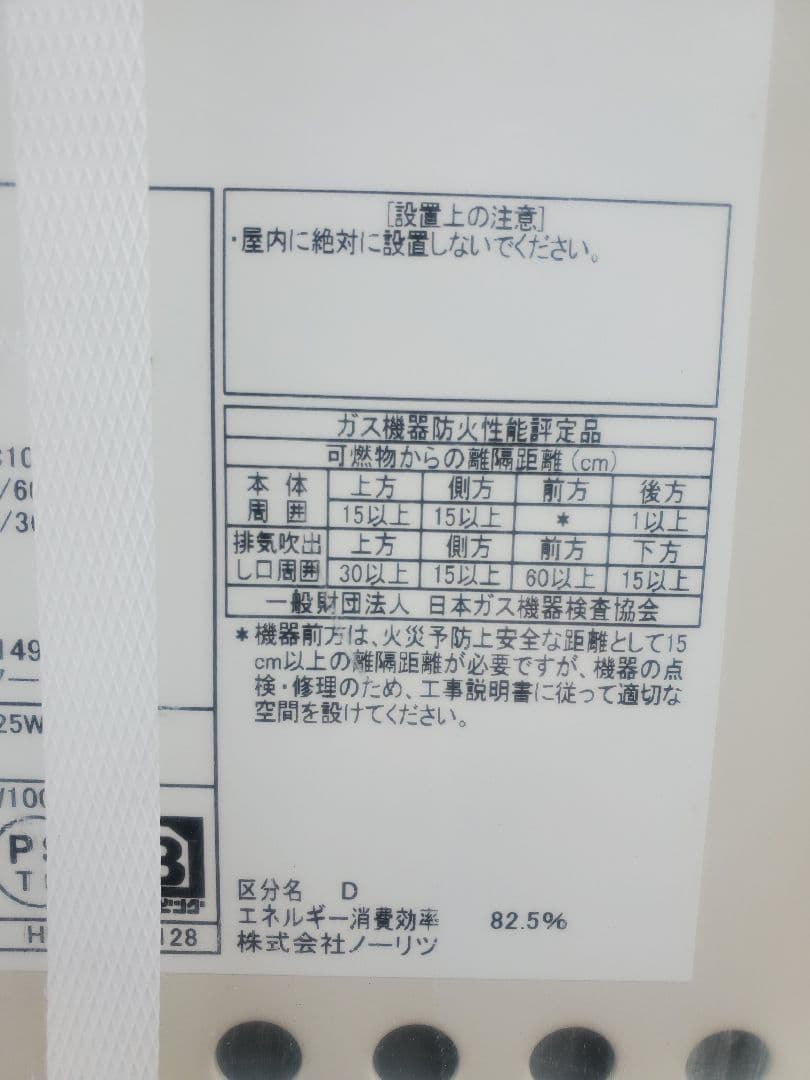 [設置上の注意]
・屋内に絶対に設置しないでください。
ガス機器防火性能評定品
可燃物からの離隔距離(cm)
本体周囲 上方 側方 前方 後方
15以上 15以上 * 1以上
排気吹出し口周囲 上方 側方 前方 下方
30以上 15以上 60以上 15以上
一般財団法人 日本ガス機器検査協会
*機器前方は、火災予防上安全な距離として15
cm以上の離隔距離が必要ですが、機器の点
検・修理のため、工事説明書に従って適切な
空間を設けてください。
25W
128
区分名 D
エネルギー消費効率 82.5%
株式会社ノーリツ